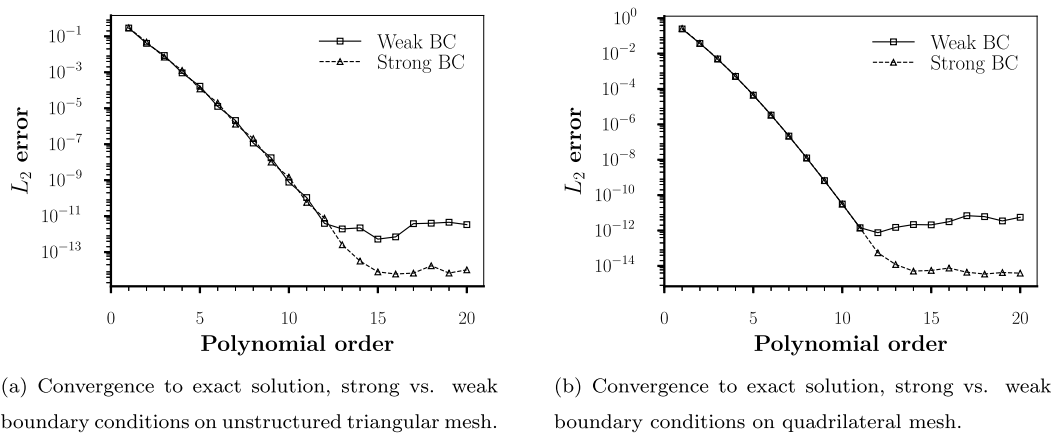 10⁻¹
10⁻³
10⁻⁵
10⁻⁷
10⁻⁹
10⁻¹¹
10⁻¹³
L₂ error
Weak BC
Strong BC
0 5 10 15 20
Polynomial order
(a) Convergence to exact solution, strong vs. weak
boundary conditions on unstructured triangular mesh.
10⁰
10⁻²
10⁻⁴
10⁻⁶
10⁻⁸
10⁻¹⁰
10⁻¹²
10⁻¹⁴
L₂ error
Weak BC
Strong BC
0 5 10 15 20
Polynomial order
(b) Convergence to exact solution, strong vs. weak
boundary conditions on quadrilateral mesh.